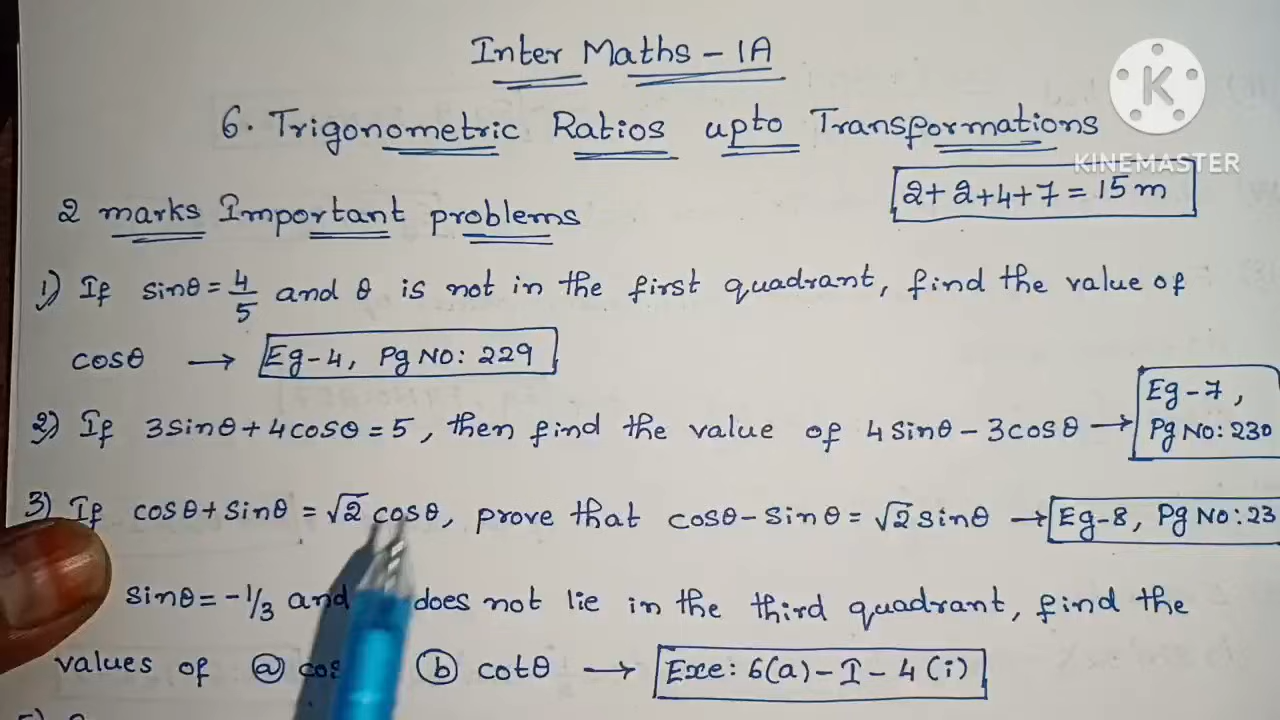 Inter Maths - IA
K
6. Trigonometric Ratios upto Transformations
KINEMASTER
2+2+4+7=15m
2 marks Important problems
1) If sinθ = 4/5 and θ is not in the first quadrant, find the value of
cosθ → Eg-4, Pg No: 229
2) If 3sinθ + 4cosθ = 5, then find the value of 4sinθ - 3cosθ → Eg-7, Pg No: 230
3) If cosθ + sinθ = √2 cosθ, prove that cosθ - sinθ = √2 sinθ → Eg-8, Pg No: 23
sinθ = -1/3 and does not lie in the third quadrant, find the
values of ⓐ cos ⓑ cotθ → Exe: 6(a) - I - 4(i)